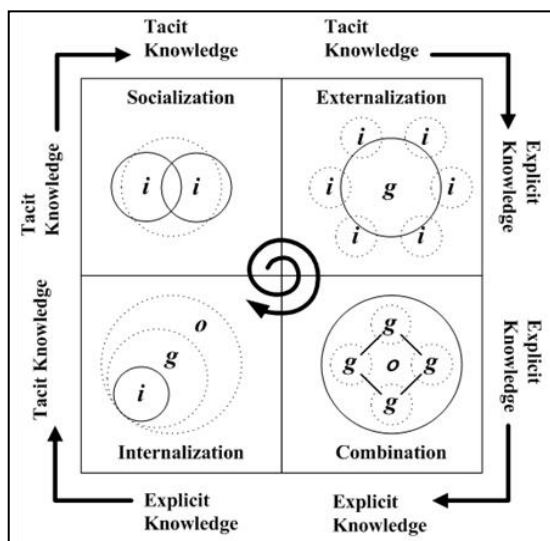 Tacit
Knowledge
Tacit
Knowledge
Socialization
Externalization
i
i
i
i
i
g
i
i
i
Tacit
Knowledge
Explicit
Knowledge
o
g
i
g
g
o
g
g
Tacit Knowledge
Explicit
Knowledge
Internalization
Combination
Explicit
Knowledge
Explicit
Knowledge